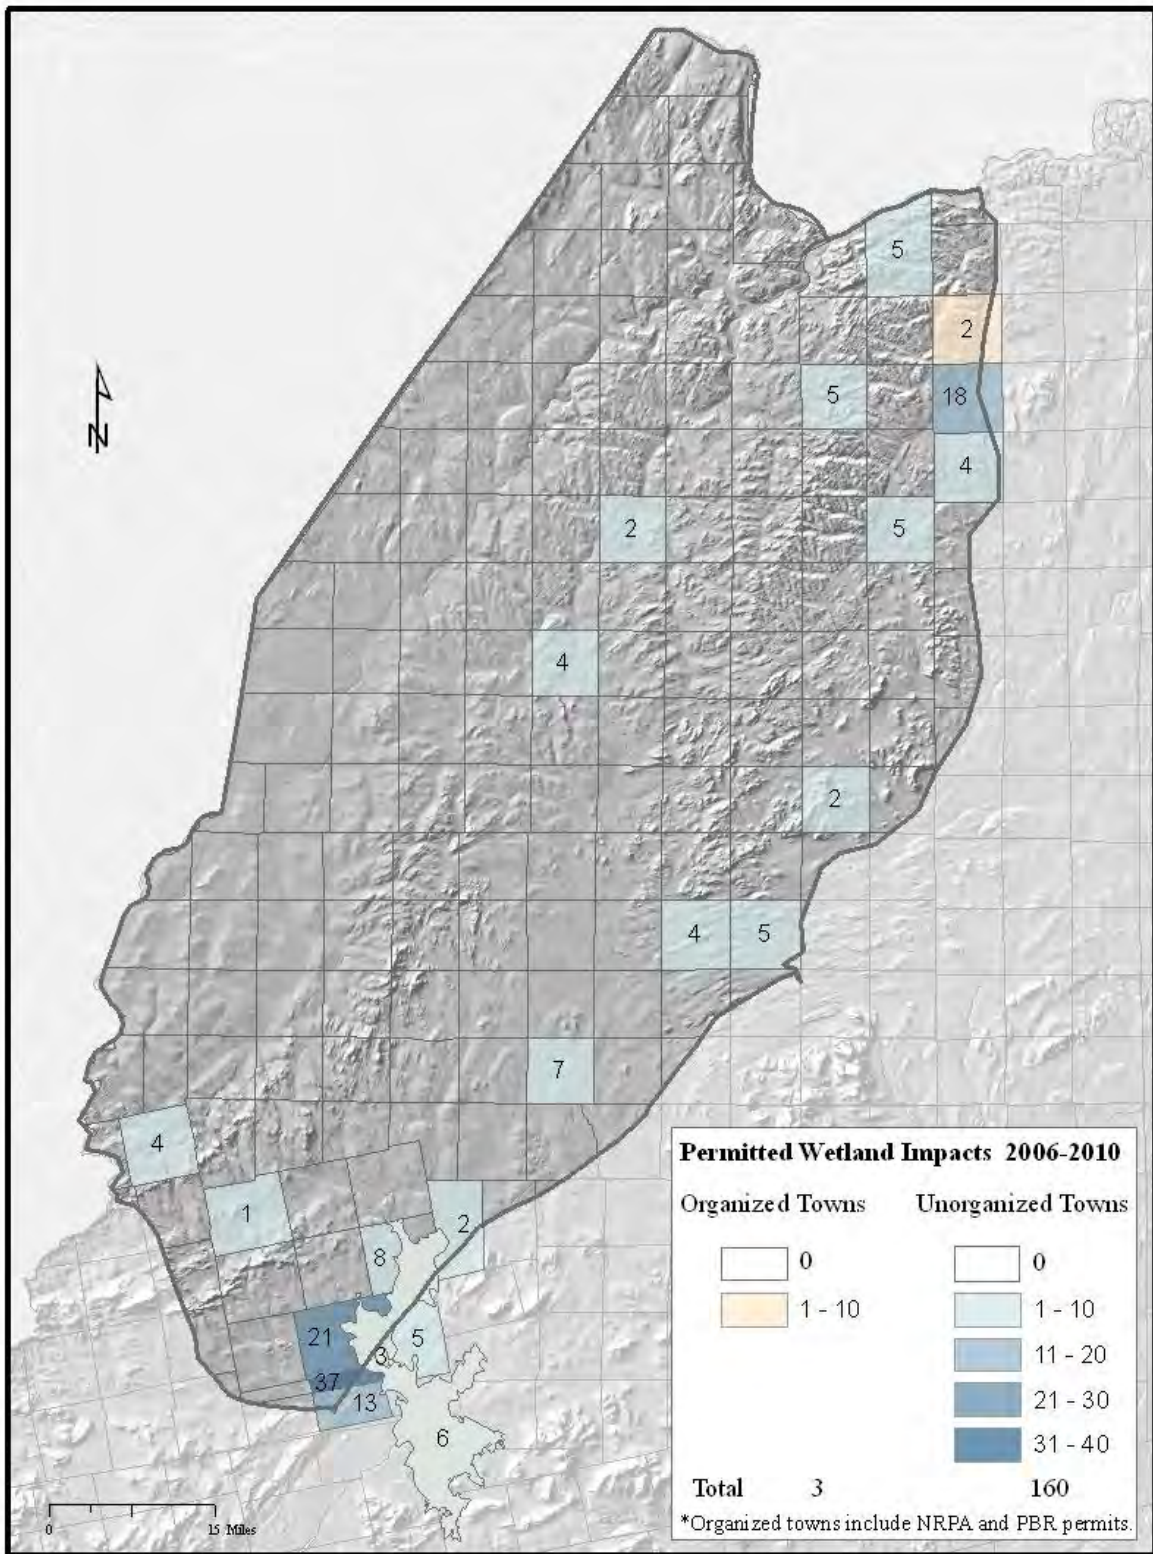 5
2
5
18
4
2
5
4
2
4
5
7
4
1
2
8
21
5
3
37
13
6
N
0 15 Miles
Permitted Wetland Impacts 2006-2010
Organized Towns Unorganized Towns
0 0
1 - 10 1 - 10
11 - 20
21 - 30
31 - 40
Total 3 160
*Organized towns include NRPA and PBR permits.